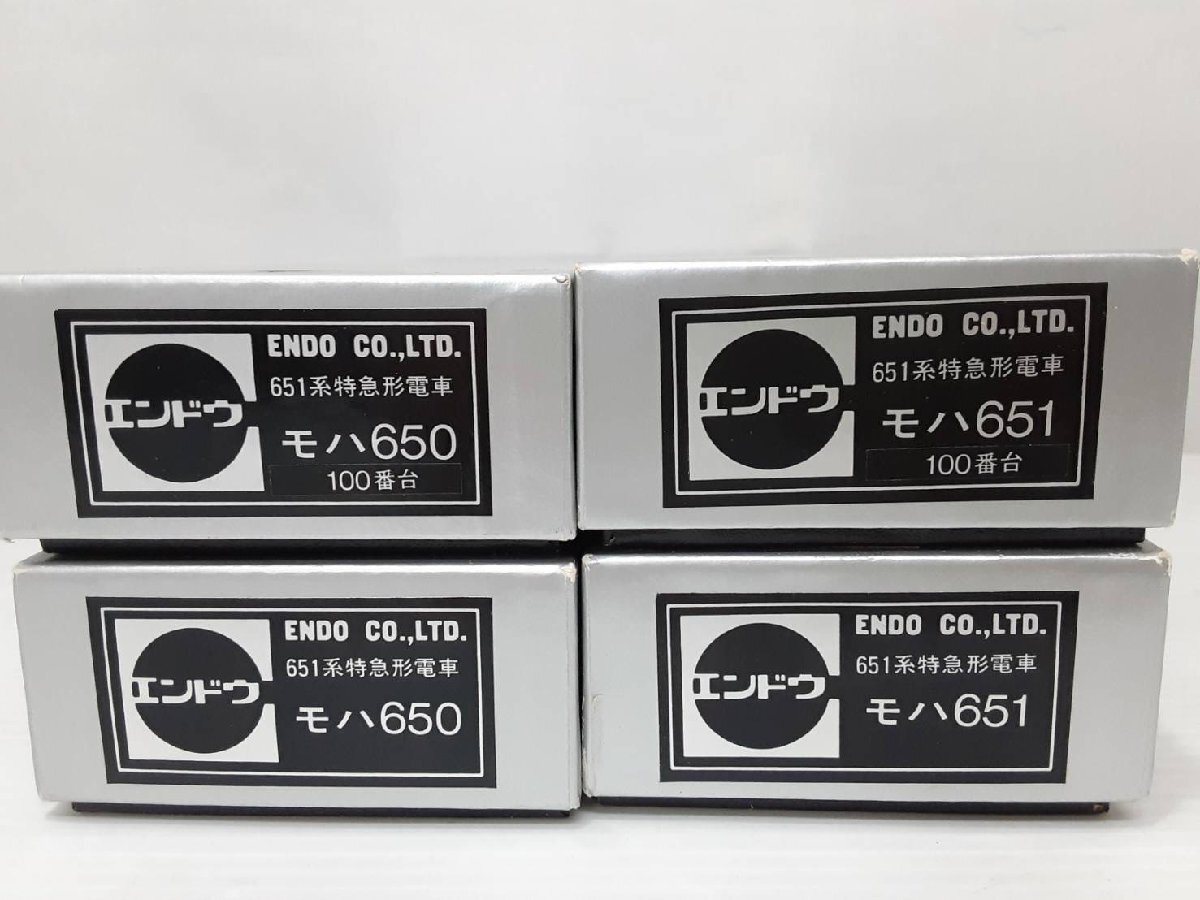 エンドウ
ENDO CO.,LTD.
651系特急形電車
モハ650
100番台
エンドウ
ENDO CO.,LTD.
651系特急形電車
モハ651
100番台
エンドウ
ENDO CO.,LTD.
651系特急形電車
モハ650
エンドウ
ENDO CO.,LTD.
651系特急形電車
モハ651